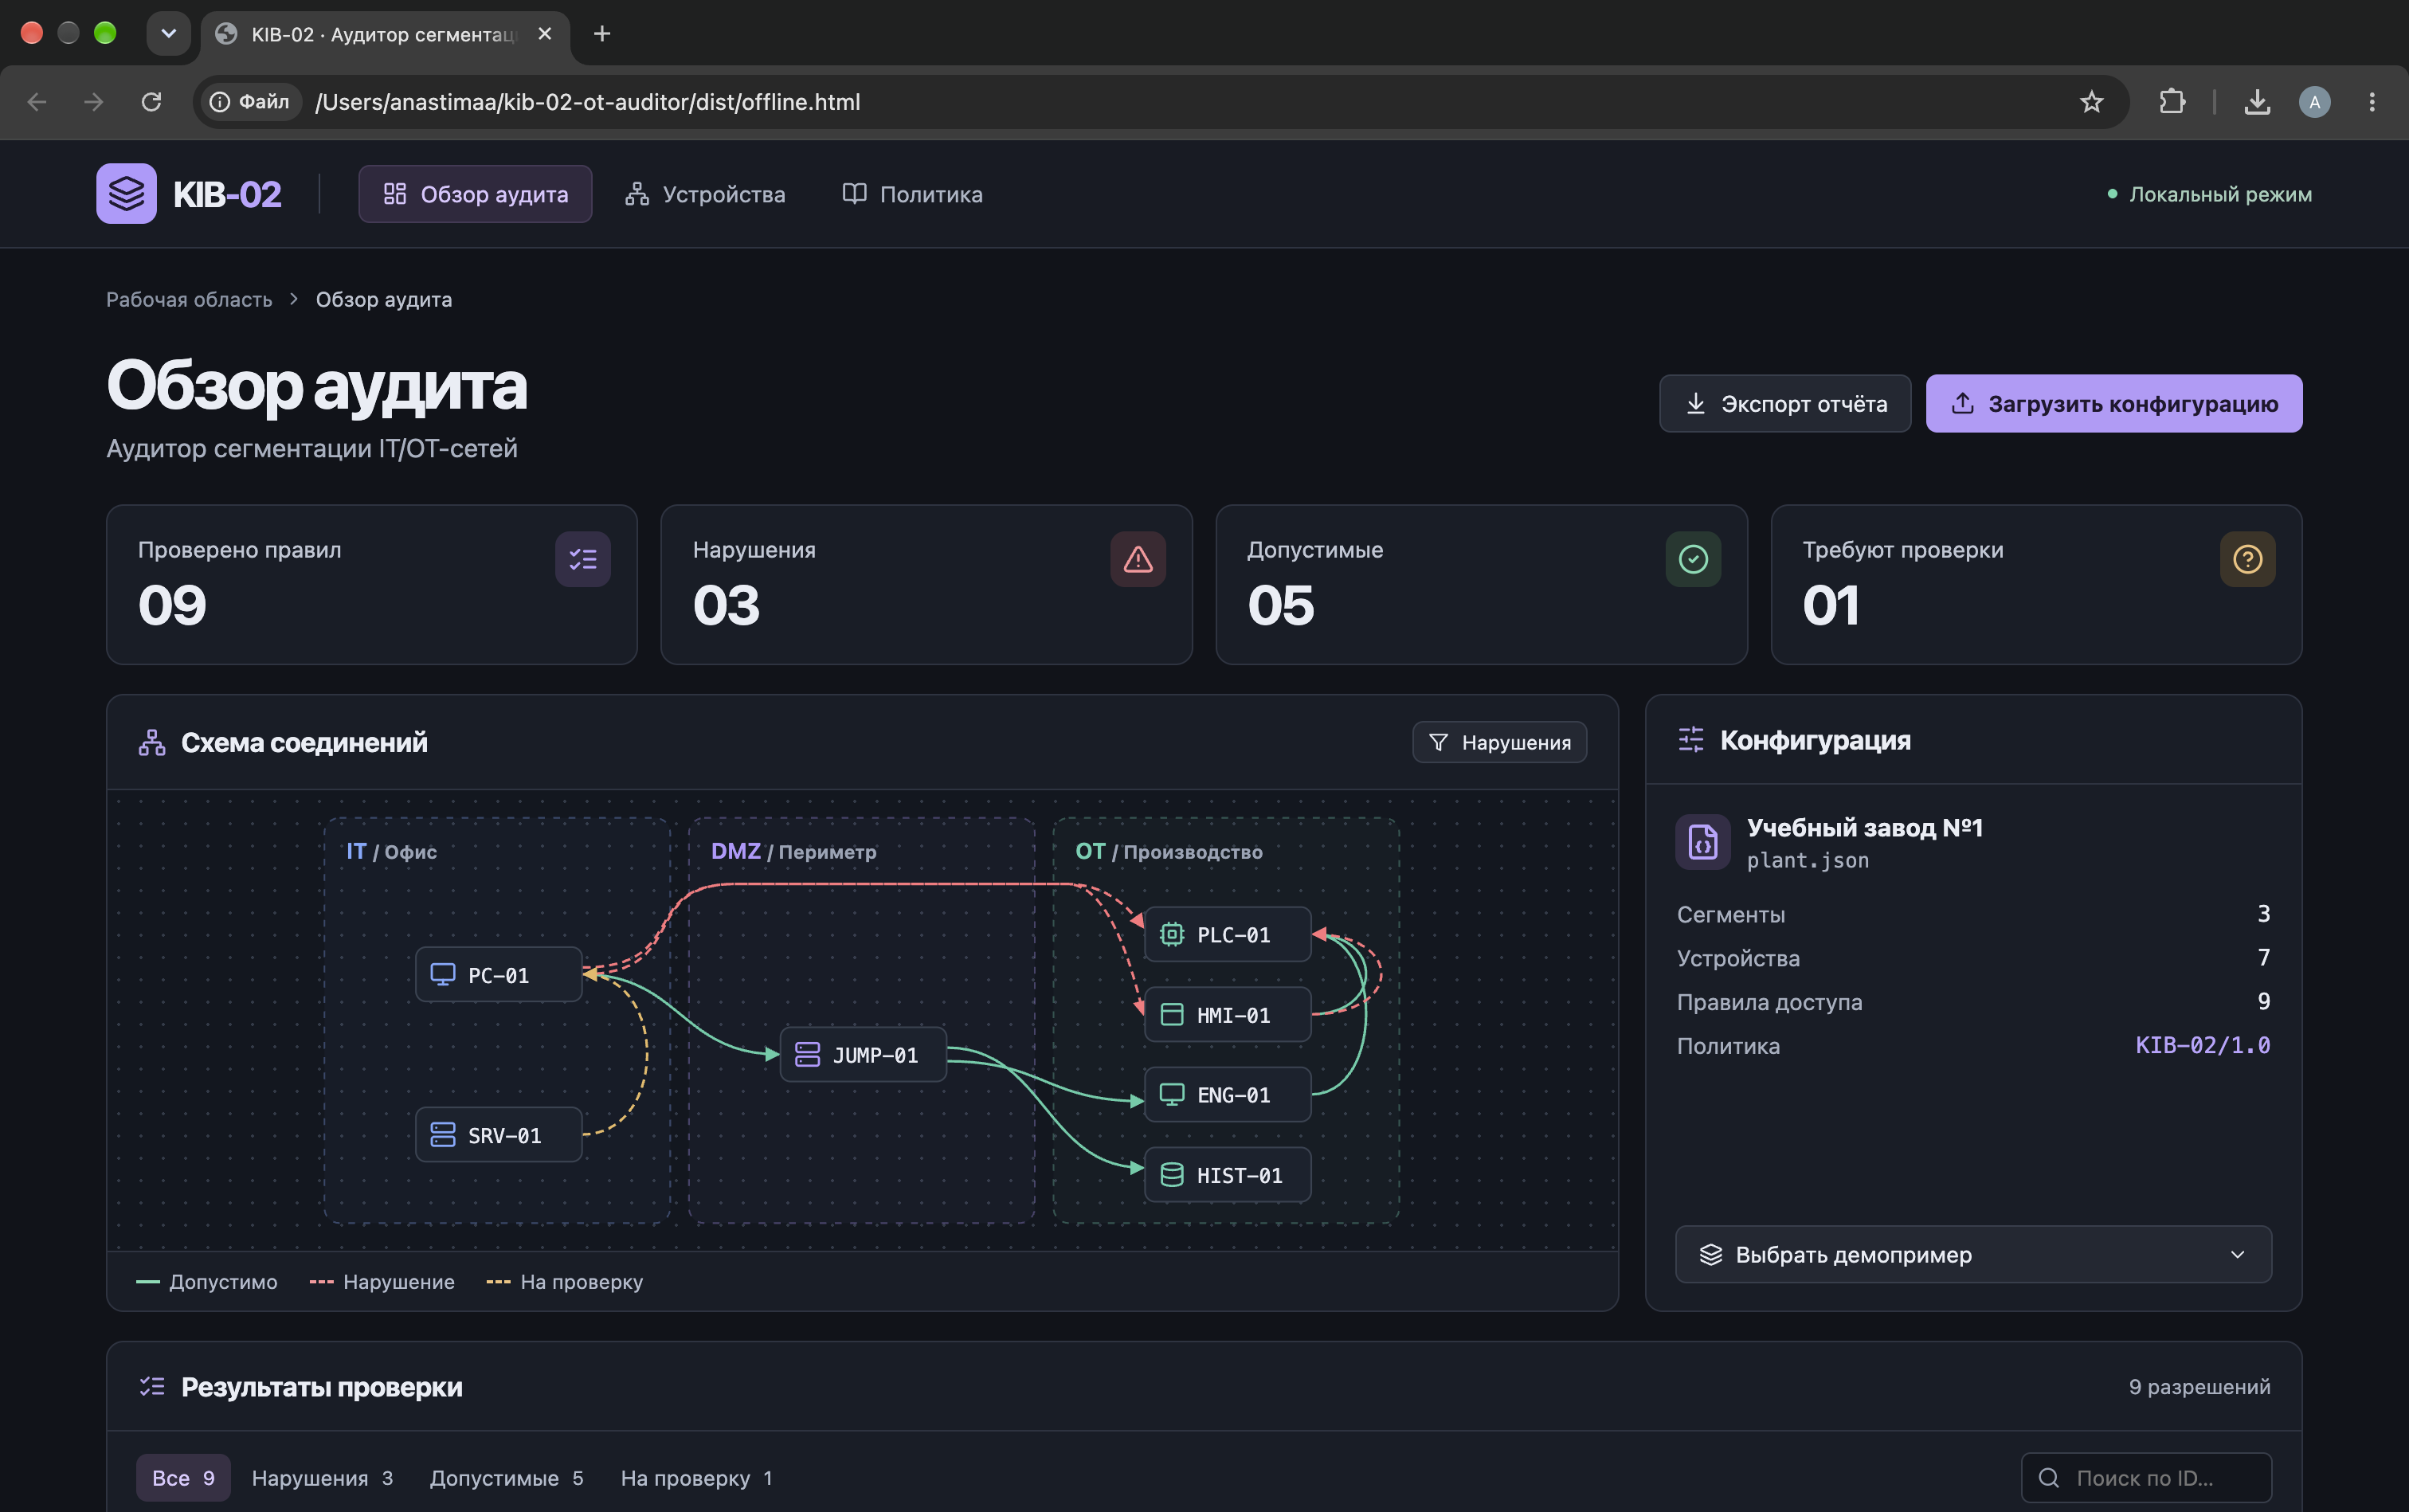 KIB-02 · Аудитор сегментац
Файл
/Users/anastimaa/kib-02-ot-auditor/dist/offline.html
A
KIB-02
Обзор аудита
Устройства
Политика
Локальный режим
Рабочая область
Обзор аудита
Обзор аудита
Аудитор сегментации IT/OT-сетей
Экспорт отчёта
Загрузить конфигурацию
Проверено правил
09
Нарушения
03
Допустимые
05
Требуют проверки
01
Схема соединений
Нарушения
IT / Офис
DMZ / Периметр
OT / Производство
PC-01
SRV-01
JUMP-01
PLC-01
HMI-01
ENG-01
HIST-01
Допустимо
Нарушение
На проверку
Конфигурация
Учебный завод №1
plant.json
Сегменты 3
Устройства 7
Правила доступа 9
Политика KIB-02/1.0
Выбрать демопример
Результаты проверки
9 разрешений
Все 9
Нарушения 3
Допустимые 5
На проверку 1
Поиск по ID...